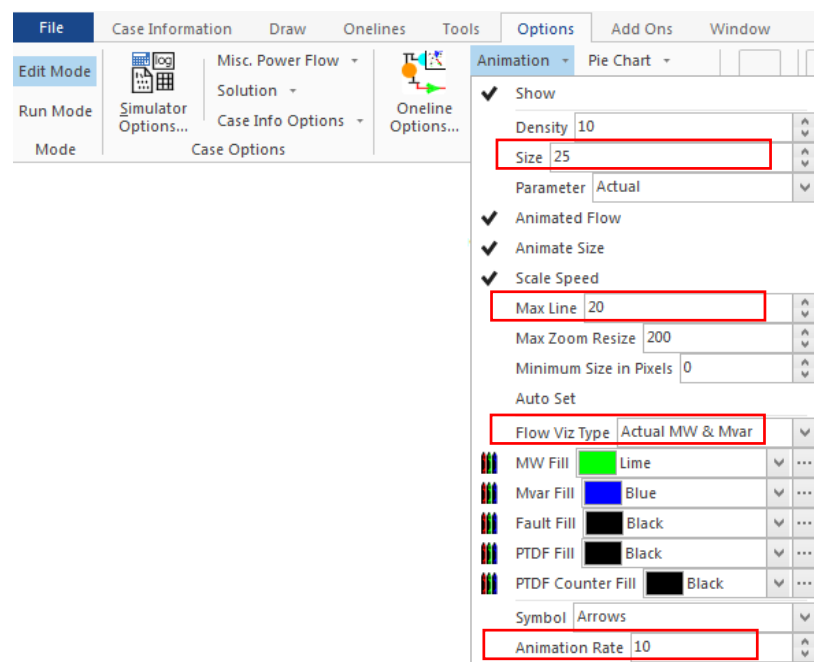 File Case Information Draw Onelines Tools Options Add Ons Window
Edit Mode
Run Mode
Mode
log
Simulator
Options...
Misc. Power Flow
Solution
Case Info Options
Case Options
Oneline
Options...
Animation Pie Chart
Show
Density 10
Size 25
Parameter Actual
Animated Flow
Animate Size
Scale Speed
Max Line 20
Max Zoom Resize 200
Minimum Size in Pixels 0
Auto Set
Flow Viz Type Actual MW & Mvar
MW Fill Lime
Mvar Fill Blue
Fault Fill Black
PTDF Fill Black
PTDF Counter Fill Black
Symbol Arrows
Animation Rate 10